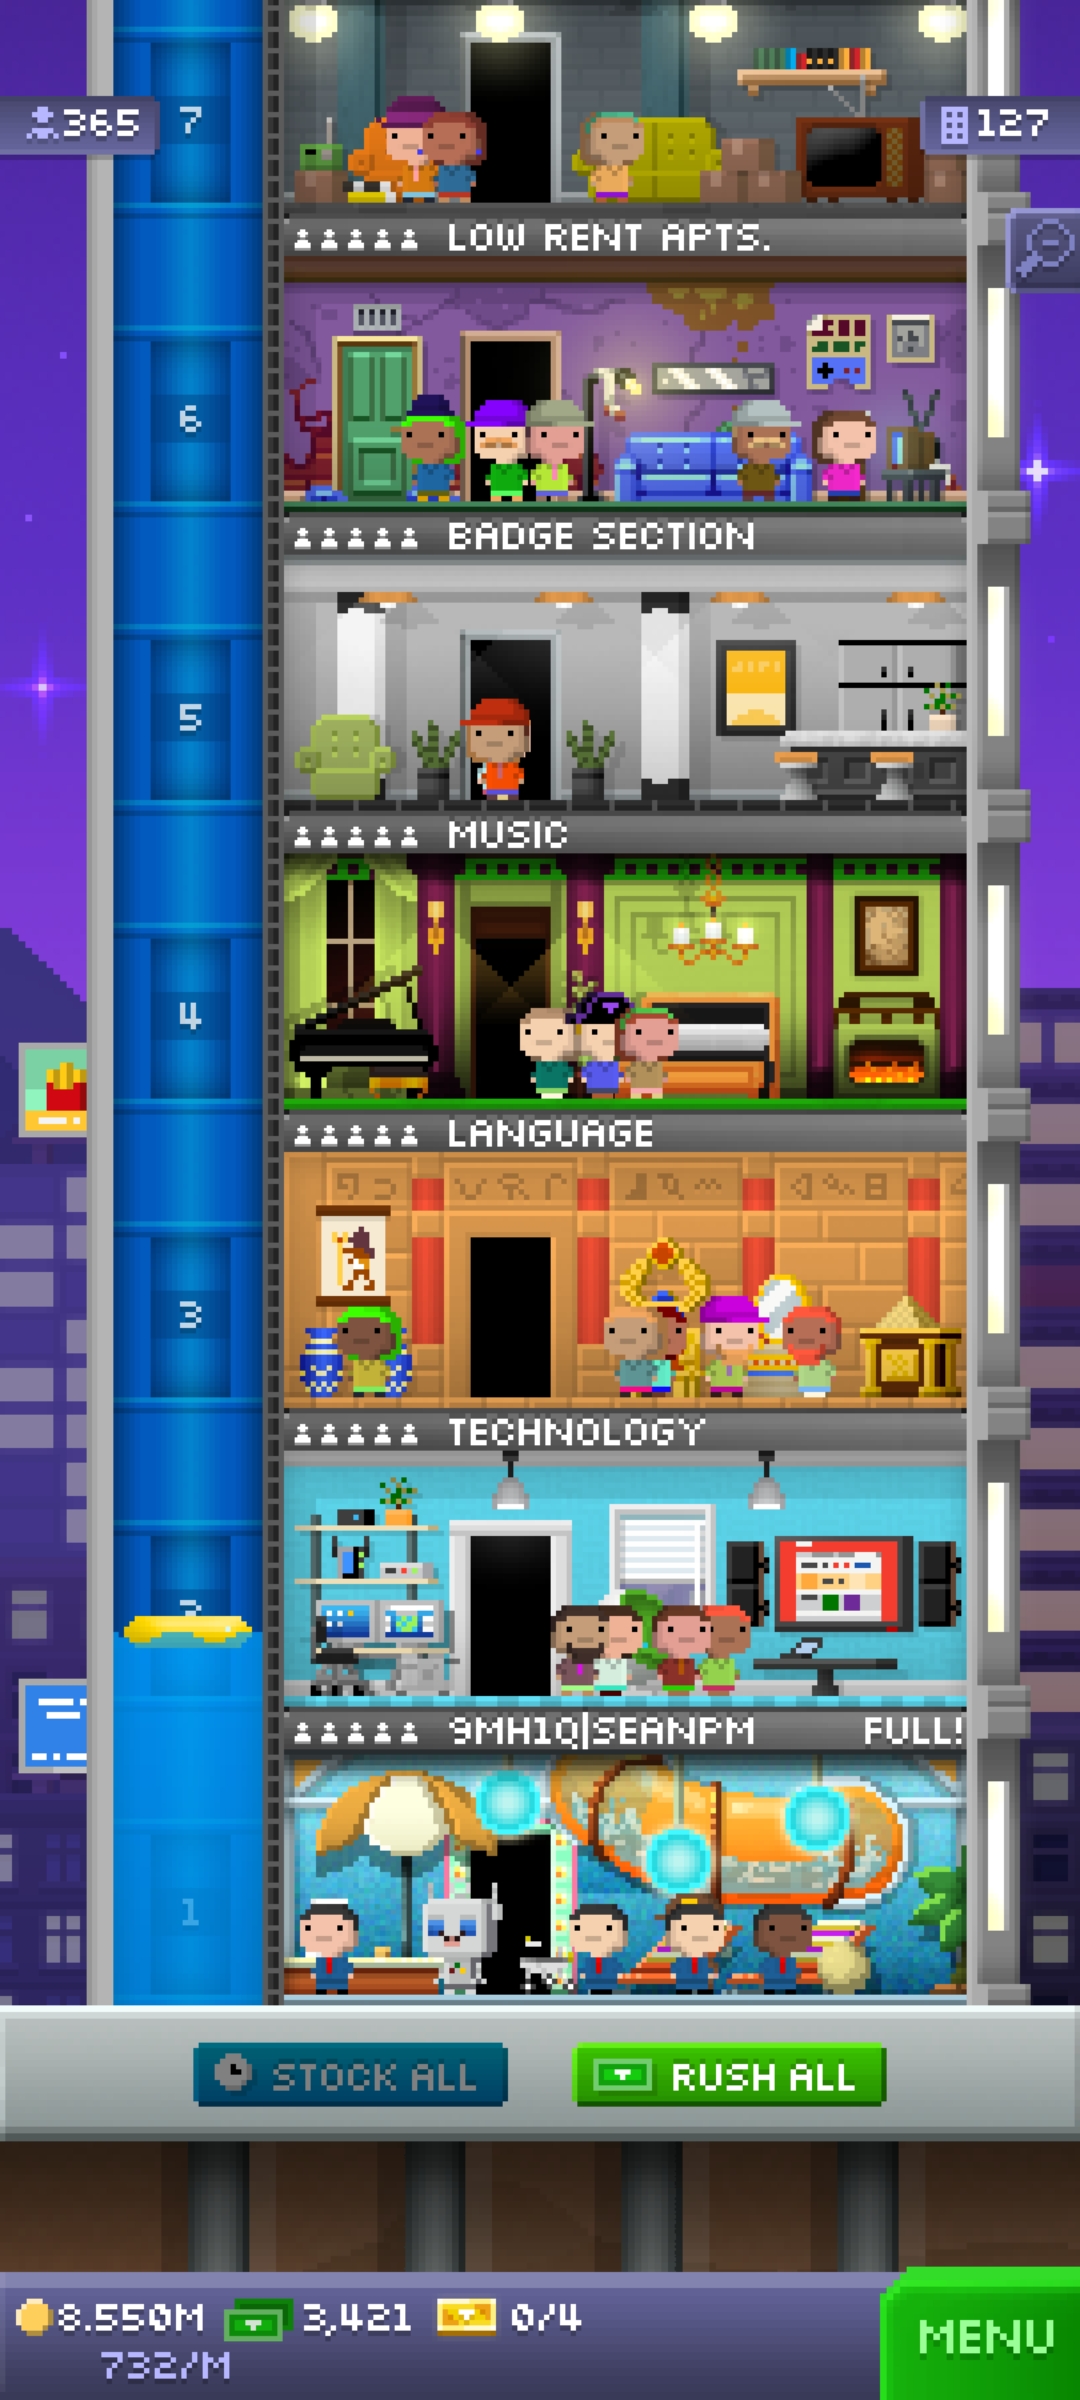 7
365
127
LOW RENT APTS.
6
BADGE SECTION
5
MUSIC
4
LANGUAGE
3
TECHNOLOGY
2
9MH1Q|SEANPM FULL!
1
STOCK ALL
RUSH ALL
8.550M 3,421 0/4
732/M
MENU